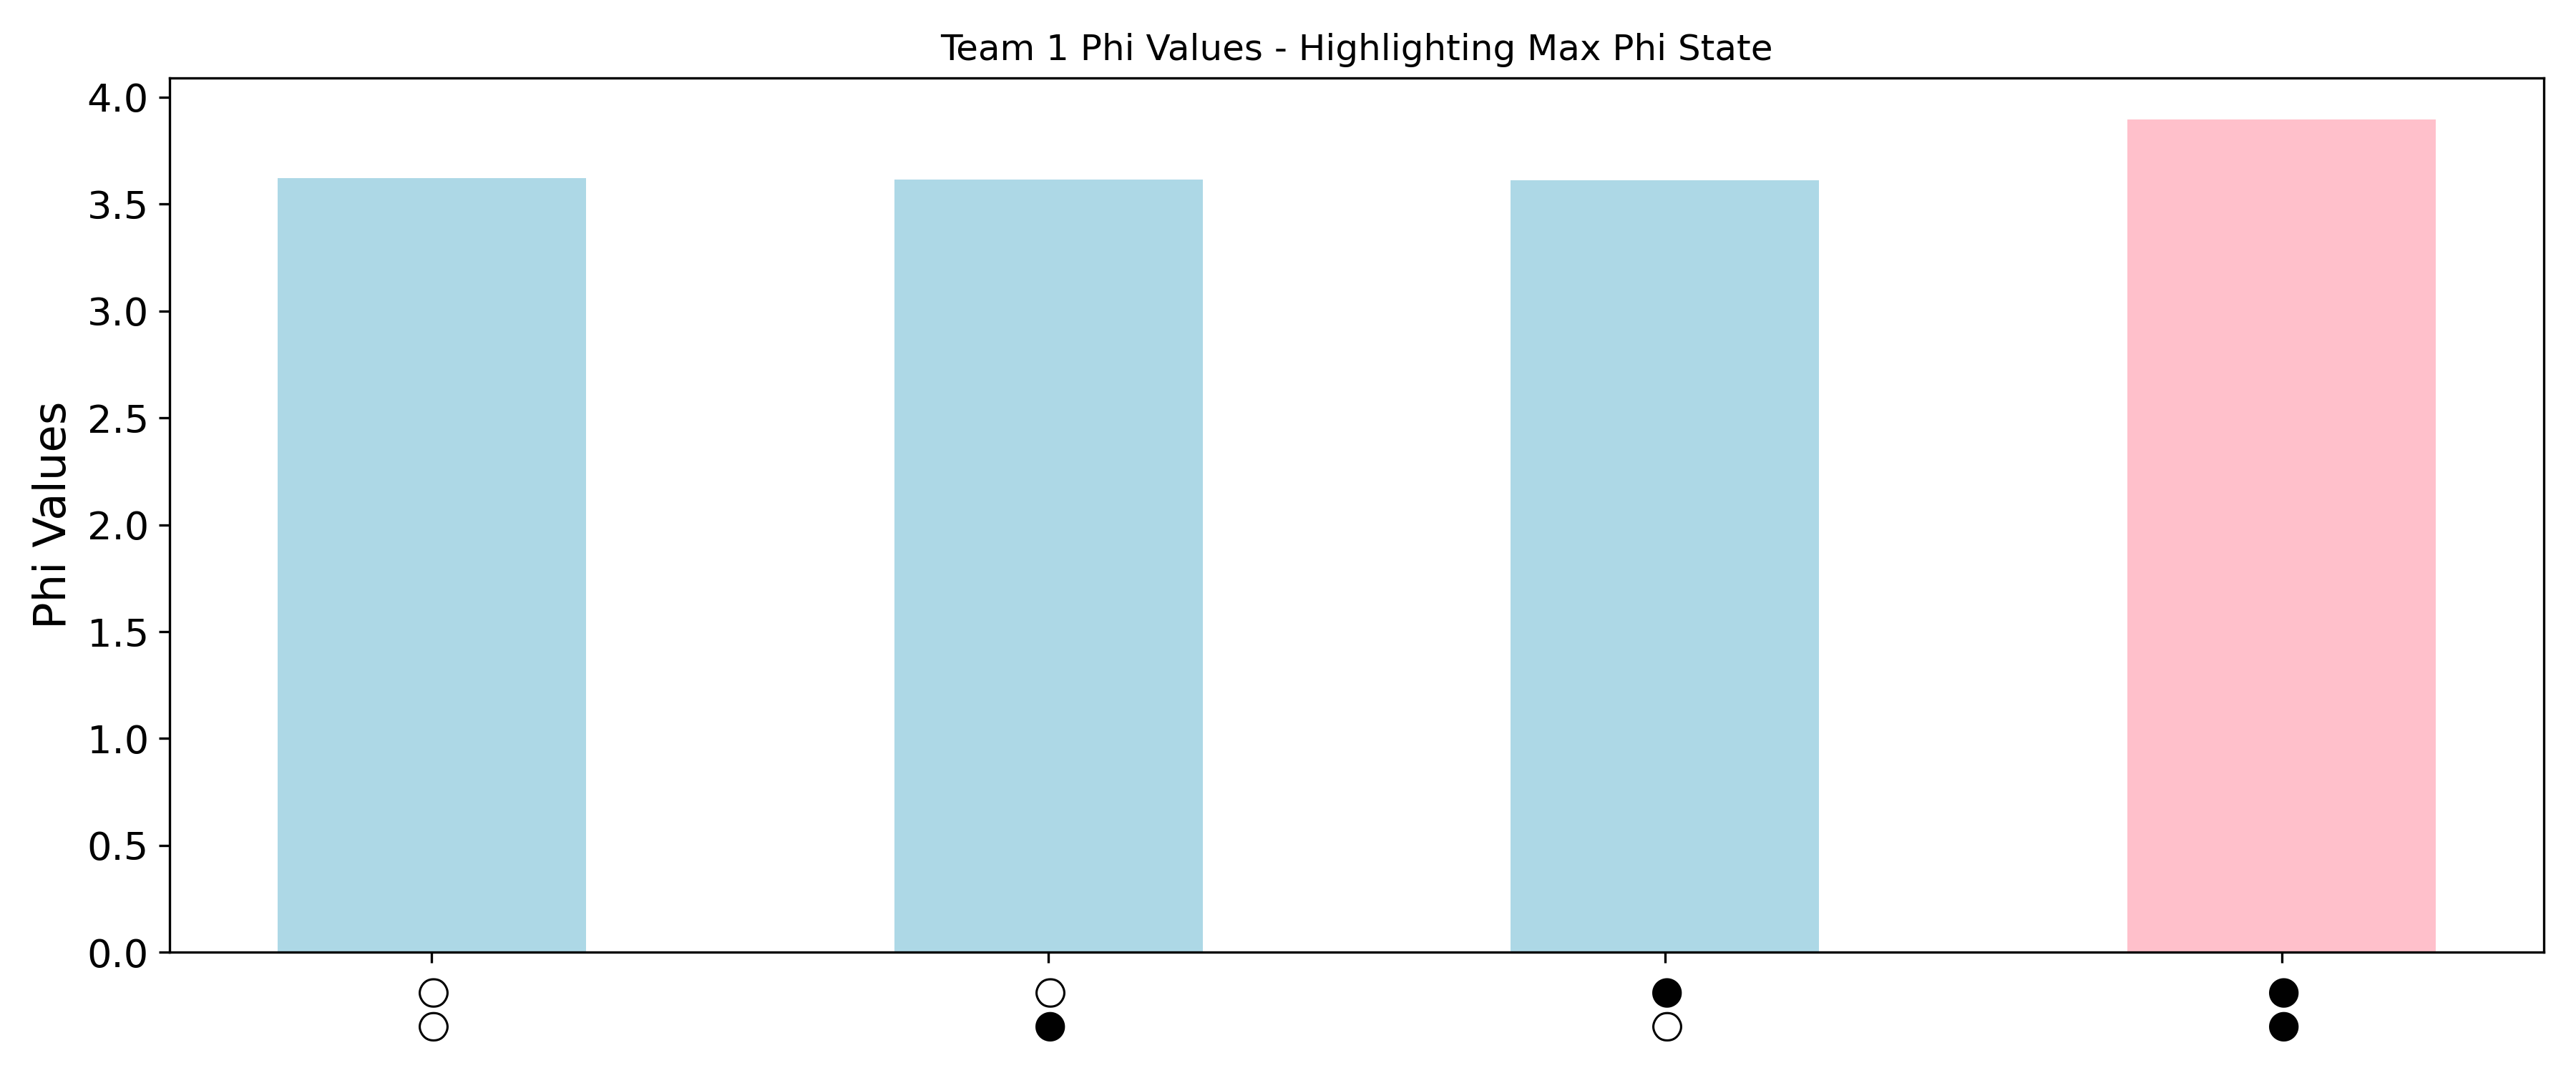 Team 1 Phi Values - Highlighting Max Phi State
Phi Values
4.0
3.5
3.0
2.5
2.0
1.5
1.0
0.5
0.0
○ ○ ● ●
○ ● ○ ●